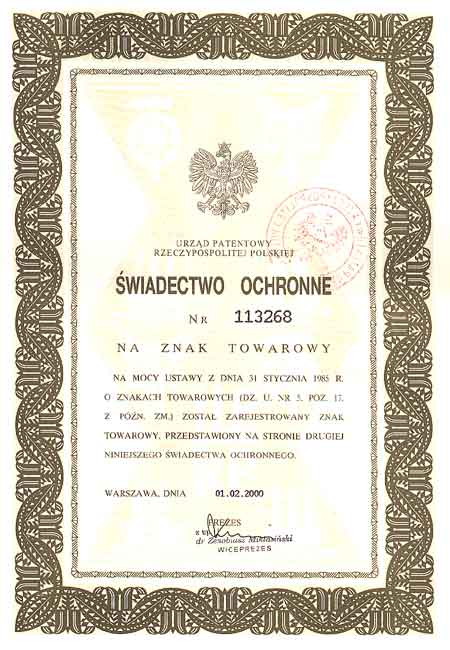 URZĄD PATENTOWY
RZECZYPOSPOLITEJ POLSKIEJ
ŚWIADECTWO OCHRONNE
NR 113268
NA ZNAK TOWAROWY
NA MOCY USTAWY Z DNIA 31 STYCZNIA 1985 R.
O ZNAKACH TOWAROWYCH (DZ. U. NR 5, POZ. 17,
Z PÓŹN. ZM.) ZOSTAŁ ZAREJESTROWANY ZNAK
TOWAROWY, PRZEDSTAWIONY NA STRONIE DRUGIEJ
NINIEJSZEGO ŚWIADECTWA OCHRONNEGO.
WARSZAWA, DNIA 01.02.2000
PREZES
dr Zenobiusz
WICEPREZES